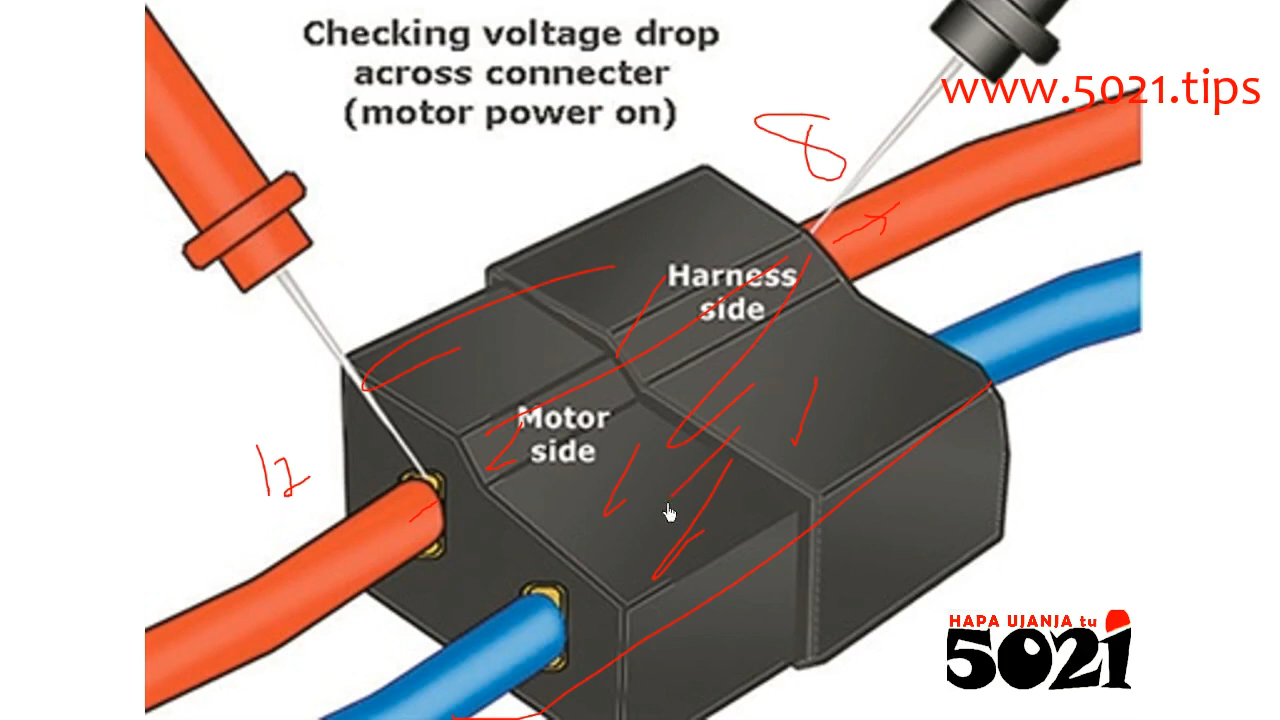 Checking voltage drop
across connecter
(motor power on)
www.5021.tips
8
Harness
side
Motor
side
12
HAPA UJANJA tu
5021